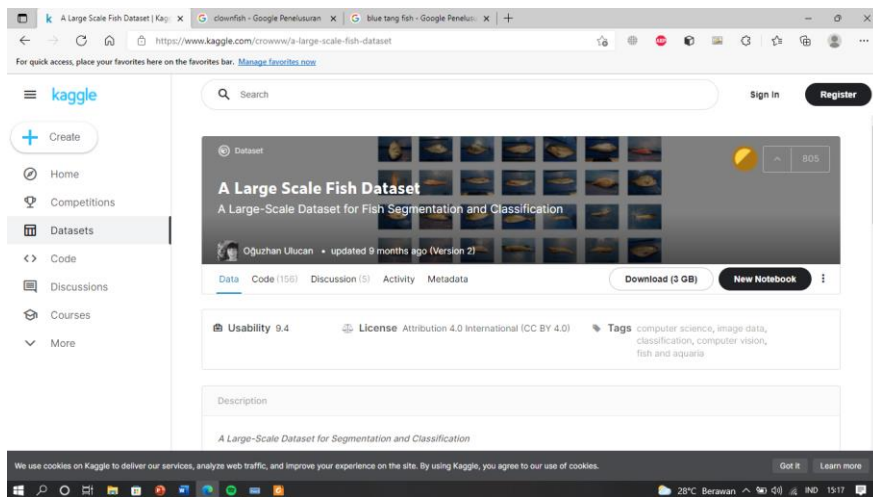 A Large Scale Fish Dataset | Kag
clownfish - Google Penelusuran
blue tang fish - Google Penelus
https://www.kaggle.com/crowww/a-large-scale-fish-dataset
For quick access, place your favorites here on the favorites bar. Manage favorites now
kaggle
Search
Sign In
Register
Create
Home
Competitions
Datasets
Code
Discussions
Courses
More
Dataset
805
A Large Scale Fish Dataset
A Large-Scale Dataset for Fish Segmentation and Classification
Oğuzhan Ulucan • updated 9 months ago (Version 2)
Data Code (156) Discussion (5) Activity Metadata
Download (3 GB)
New Notebook
Usability 9.4
License Attribution 4.0 International (CC BY 4.0)
Tags computer science, image data,
classification, computer vision,
fish and aquaria
Description
A Large-Scale Dataset for Segmentation and Classification
We use cookies on Kaggle to deliver our services, analyze web traffic, and improve your experience on the site. By using Kaggle, you agree to our use of cookies.
Got it
Learn more
28°C Berawan
IND
15:17